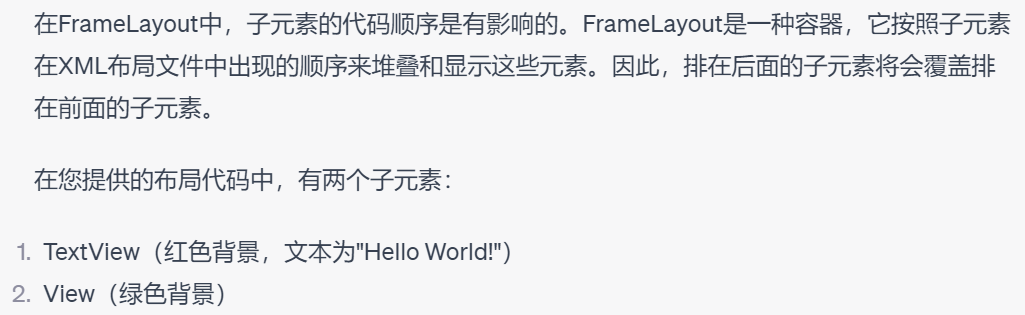 在FrameLayout中，子元素的代码顺序是有影响的。FrameLayout是一种容器，它按照子元素
在XML布局文件中出现的顺序来堆叠和显示这些元素。因此，排在后面的子元素将会覆盖排
在前面的子元素。
在您提供的布局代码中，有两个子元素：
1. TextView（红色背景，文本为"Hello World!"）
2. View（绿色背景）